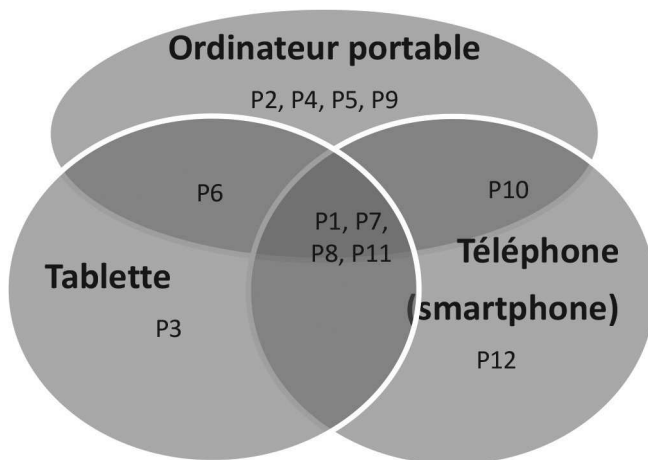 Ordinateur portable
P2, P4, P5, P9
P6
P10
P1, P7,
P8, P11
Téléphone
(smartphone)
Tablette
P3
P12